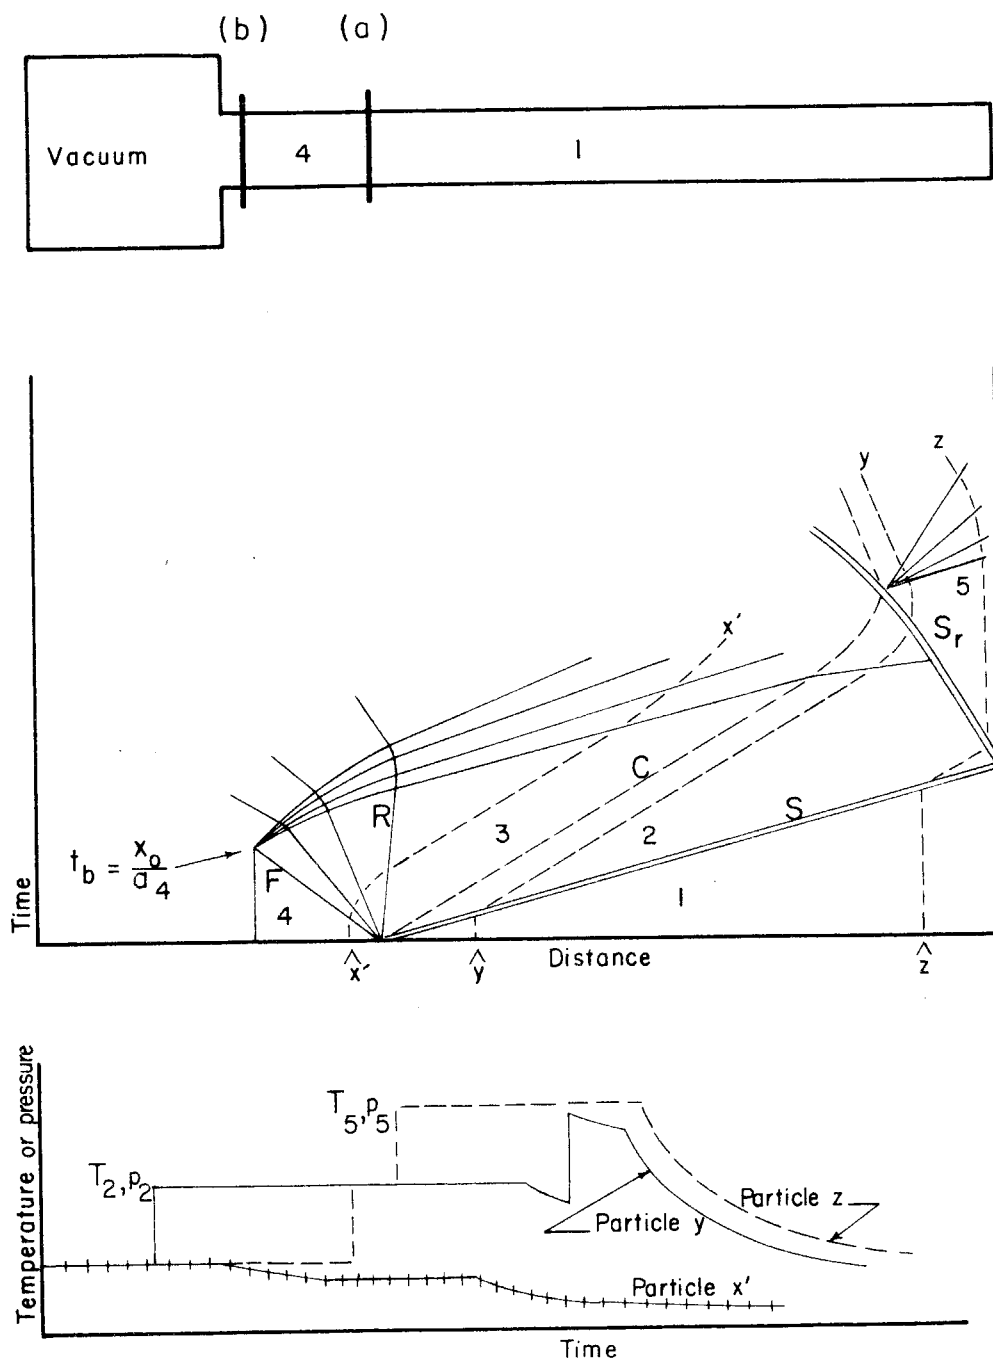 (b) (a)
Vacuum 4 1
z
y
x'
5
S_r
C
S
R
3
2
t_b = x_o / a_4
F
4
1
Time
x̂' ŷ Distance ẑ
Temperature or pressure
T_5, p_5
T_2, p_2
Particle z
Particle y
Particle x'
Time